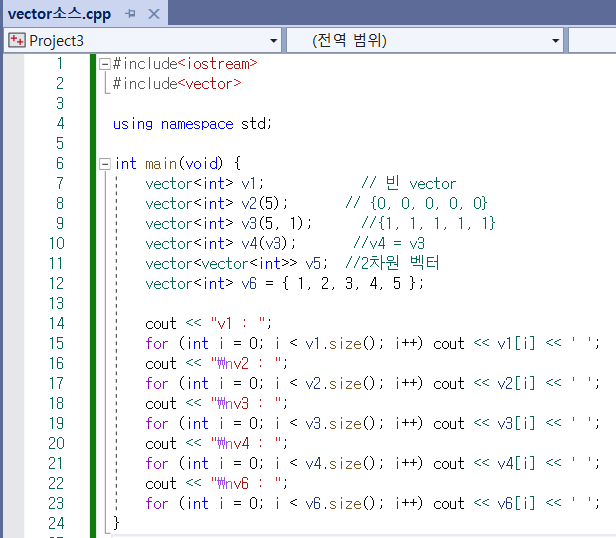 vector소스.cpp
Project3 (전역 범위)
1 #include<iostream>
2 #include<vector>
3
4 using namespace std;
5
6 int main(void) {
7 vector<int> v1; // 빈 vector
8 vector<int> v2(5); // {0, 0, 0, 0, 0}
9 vector<int> v3(5, 1); //{1, 1, 1, 1, 1}
10 vector<int> v4(v3); //v4 = v3
11 vector<vector<int>> v5; //2차원 벡터
12 vector<int> v6 = { 1, 2, 3, 4, 5 };
13
14 cout << "v1 : ";
15 for (int i = 0; i < v1.size(); i++) cout << v1[i] << ' ';
16 cout << "₩nv2 : ";
17 for (int i = 0; i < v2.size(); i++) cout << v2[i] << ' ';
18 cout << "₩nv3 : ";
19 for (int i = 0; i < v3.size(); i++) cout << v3[i] << ' ';
20 cout << "₩nv4 : ";
21 for (int i = 0; i < v4.size(); i++) cout << v4[i] << ' ';
22 cout << "₩nv6 : ";
23 for (int i = 0; i < v6.size(); i++) cout << v6[i] << ' ';
24 }